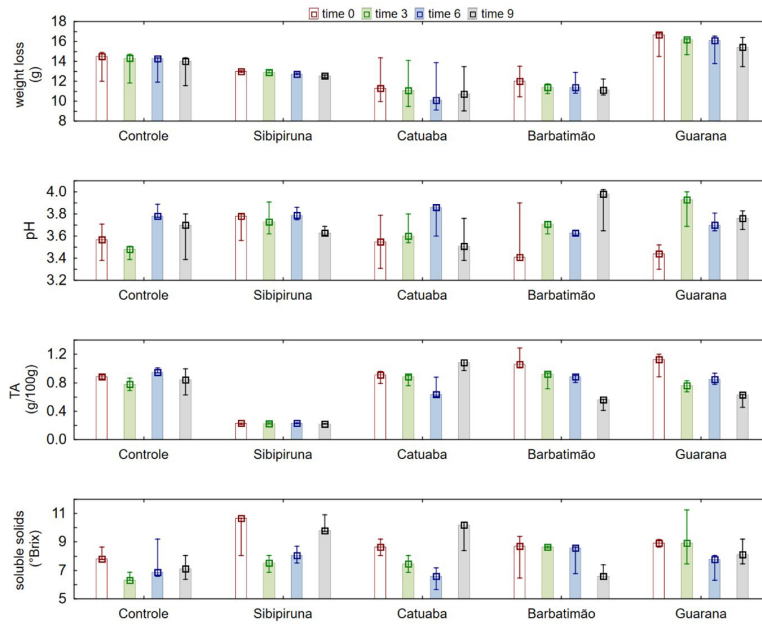 time 0 time 3 time 6 time 9
weight loss
(g)
18
16
14
12
10
8
Controle Sibipiruna Catuaba Barbatimão Guarana
pH
4.0
3.8
3.6
3.4
3.2
Controle Sibipiruna Catuaba Barbatimão Guarana
TA
(g/100g)
1.2
0.8
0.4
0.0
Controle Sibipiruna Catuaba Barbatimão Guarana
soluble solids
(°Brix)
11
9
7
5
Controle Sibipiruna Catuaba Barbatimão Guarana